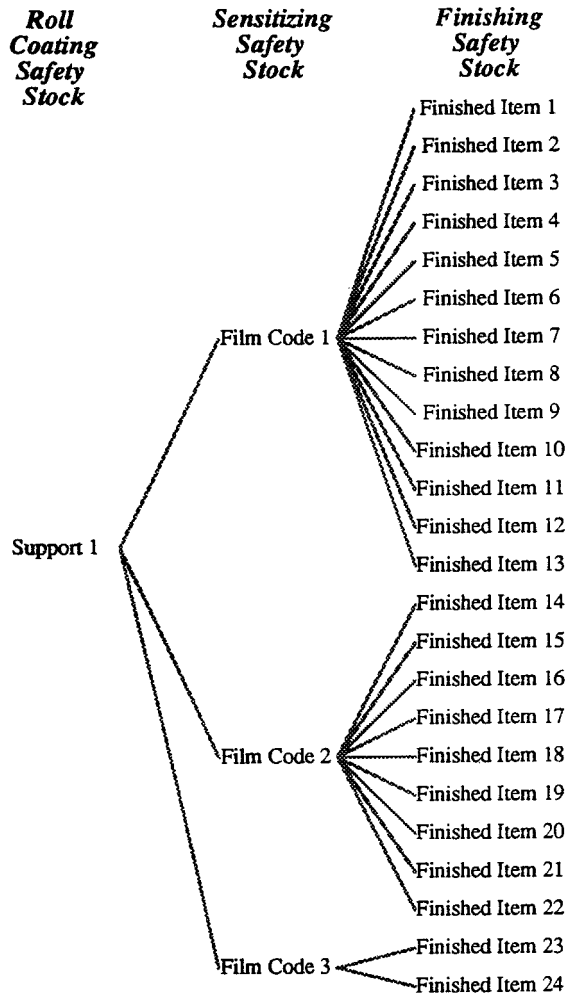 Roll
Coating
Safety
Stock
Sensitizing
Safety
Stock
Finishing
Safety
Stock
Finished Item 1
Finished Item 2
Finished Item 3
Finished Item 4
Finished Item 5
Finished Item 6
Film Code 1
Finished Item 7
Finished Item 8
Finished Item 9
Finished Item 10
Finished Item 11
Finished Item 12
Support 1
Finished Item 13
Finished Item 14
Finished Item 15
Finished Item 16
Finished Item 17
Film Code 2
Finished Item 18
Finished Item 19
Finished Item 20
Finished Item 21
Finished Item 22
Finished Item 23
Film Code 3
Finished Item 24